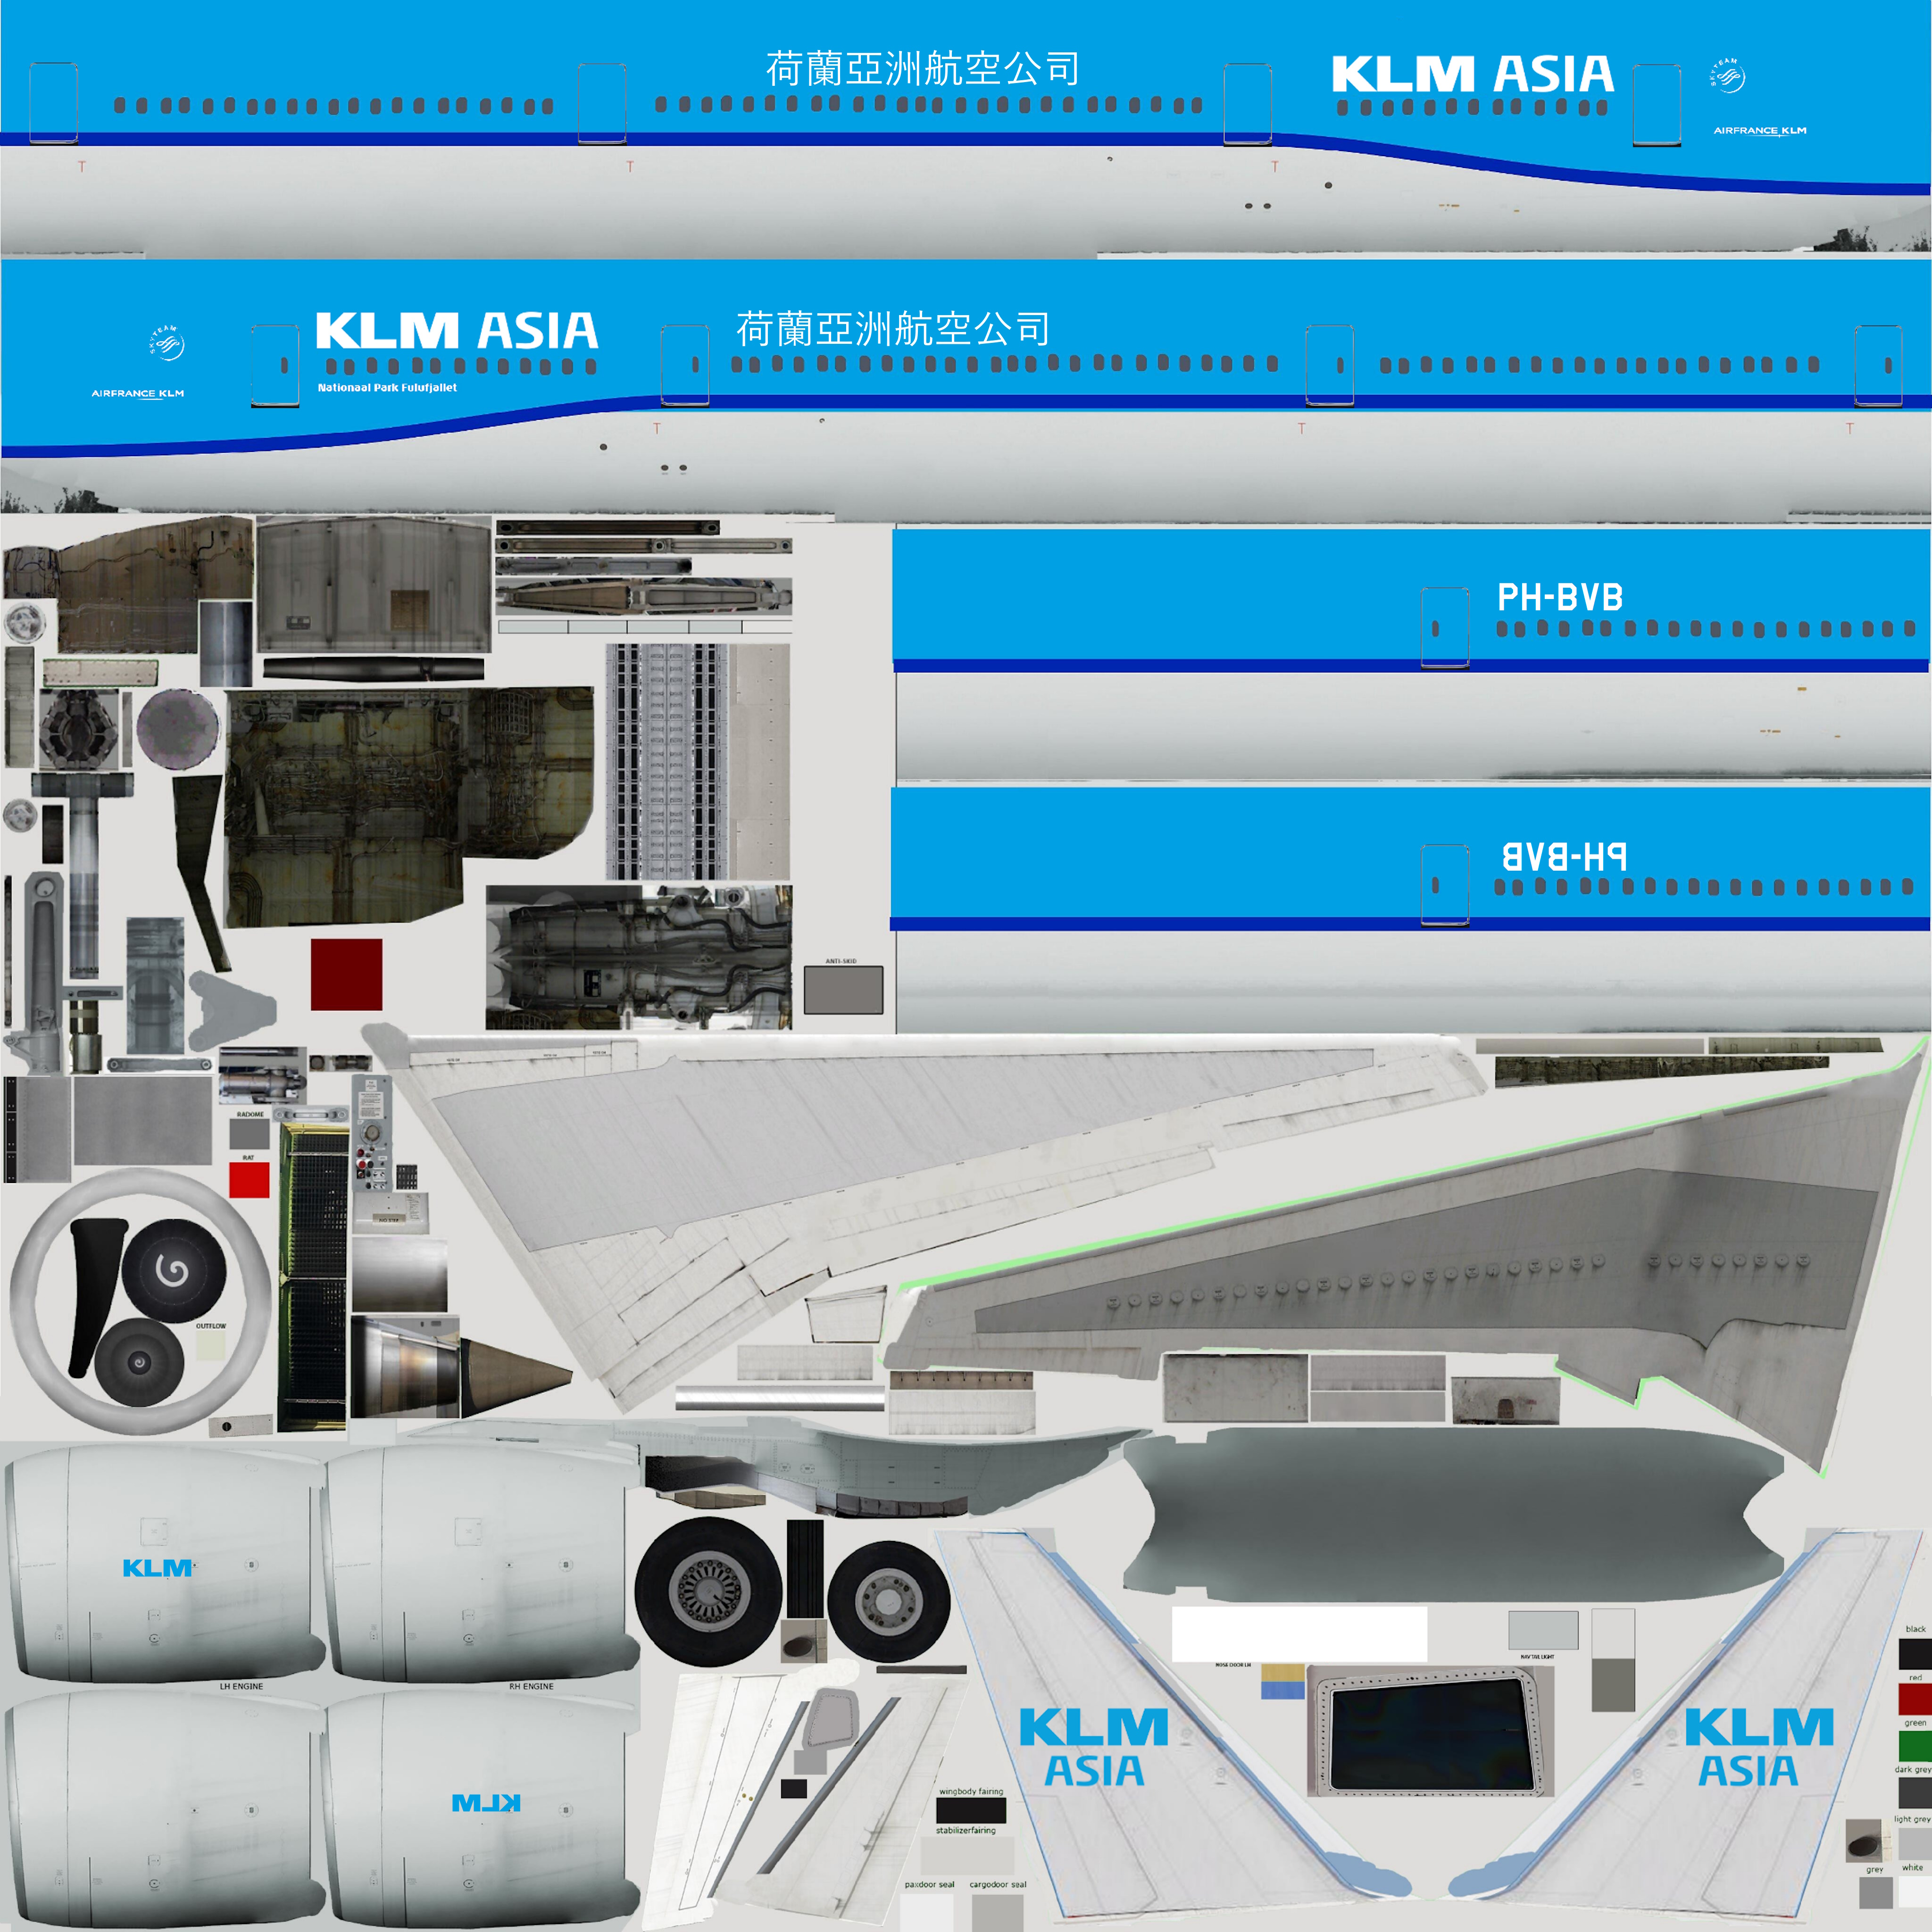 荷蘭亞洲航空公司
KLM ASIA
SKYTEAM
AIRFRANCE KLM
T
T
T
SKYTEAM
KLM ASIA
荷蘭亞洲航空公司
Nationaal Park Fulufjallet
AIRFRANCE KLM
T
T
T
PH-BVB
PH-BVB
ANTI-SKID
RADOME
RAT
OUTFLOW
KLM
LH ENGINE
RH ENGINE
KLM
NOSE DOOR LH
NAV TAIL LIGHT
KLM
ASIA
KLM
ASIA
wingbody fairing
stabilizerfairing
paxdoor seal
cargodoor seal
black
red
green
dark grey
light grey
grey
white